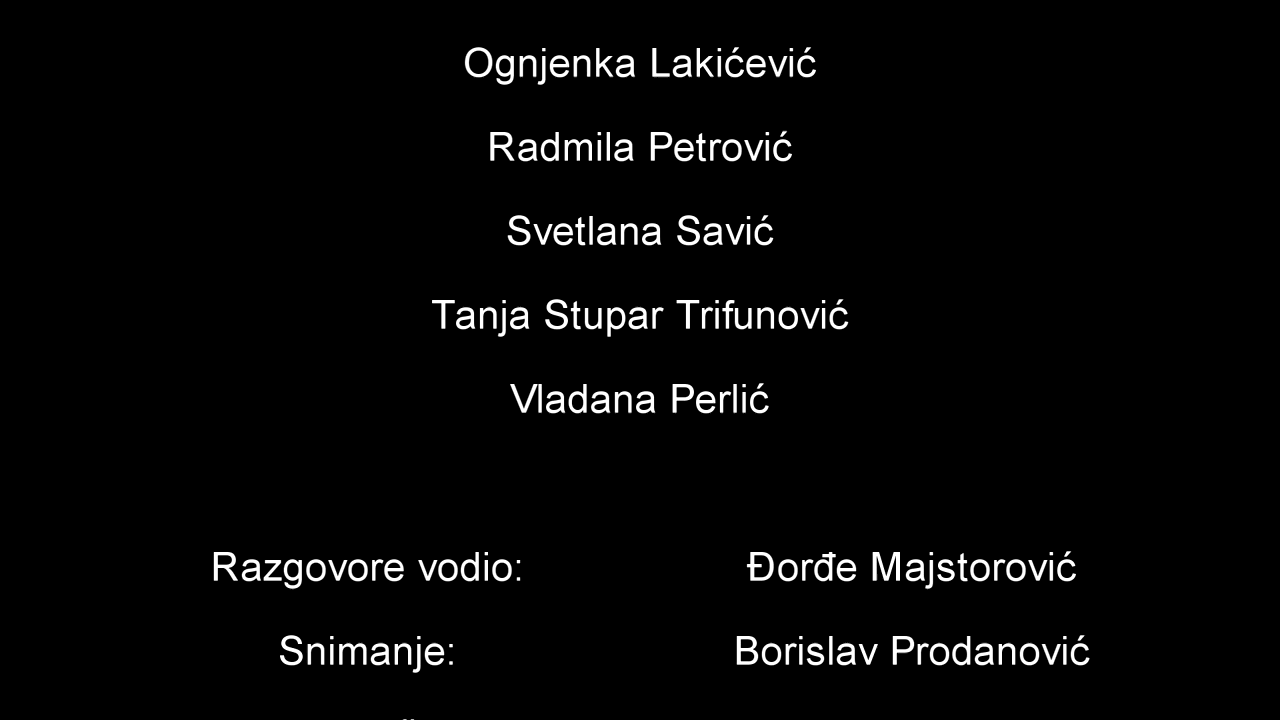 Ognjenka Lakićević
Radmila Petrović
Svetlana Savić
Tanja Stupar Trifunović
Vladana Perlić
Razgovore vodio: Đorđe Majstorović
Snimanje: Borislav Prodanović